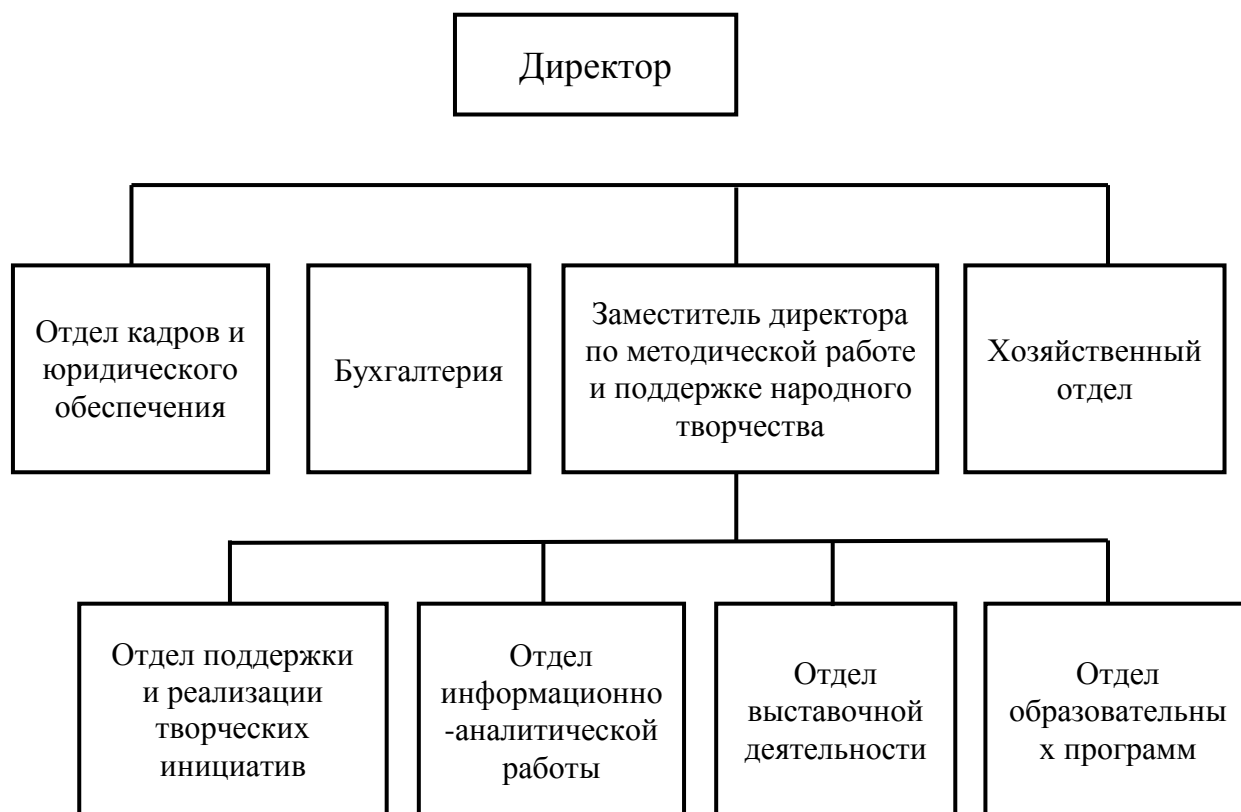 Директор
Отдел кадров и
юридического
обеспечения
Бухгалтерия
Заместитель директора
по методической работе
и поддержке народного
творчества
Хозяйственный
отдел
Отдел поддержки
и реализации
творческих
инициатив
Отдел
информационно
-аналитической
работы
Отдел
выставочной
деятельности
Отдел
образовательны
х программ